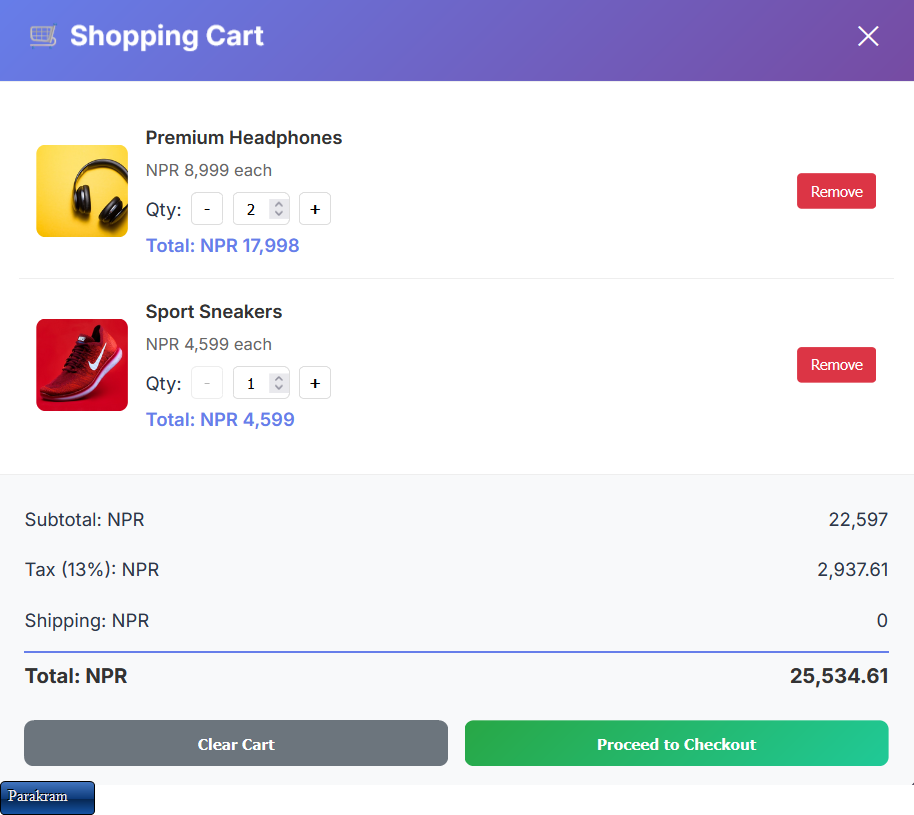 Shopping Cart
Premium Headphones
NPR 8,999 each
Qty: - 2 +
Total: NPR 17,998
Remove
Sport Sneakers
NPR 4,599 each
Qty: - 1 +
Total: NPR 4,599
Remove
Subtotal: NPR 22,597
Tax (13%): NPR 2,937.61
Shipping: NPR 0
Total: NPR 25,534.61
Clear Cart Proceed to Checkout
Parakram